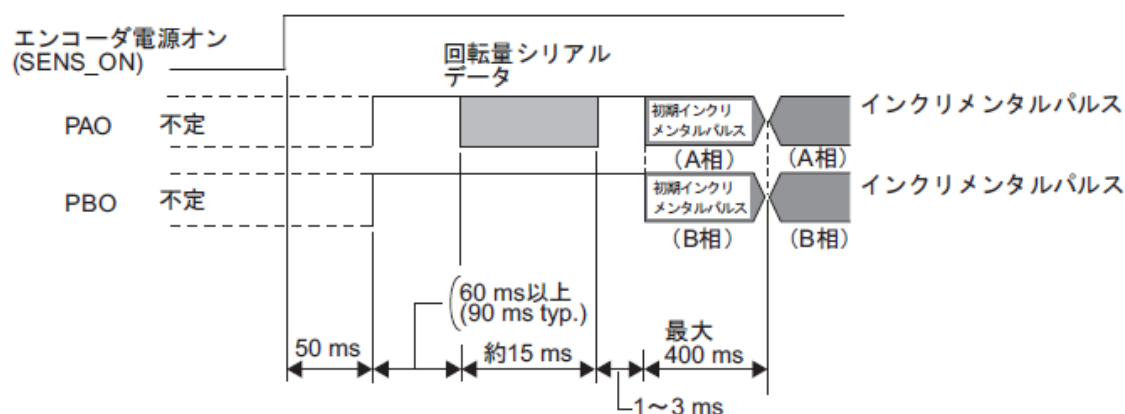 エンコーダ電源オン
(SENS_ON)
回転量シリアル
データ
PAO
不定
初期インクリ
メンタルパルス
インクリメンタルパルス
(A相)
(A相)
PBO
不定
初期インクリ
メンタルパルス
インクリメンタルパルス
(B相)
(B相)
60 ms以上
(90 ms typ.)
50 ms
約15 ms
最大
400 ms
1～3 ms